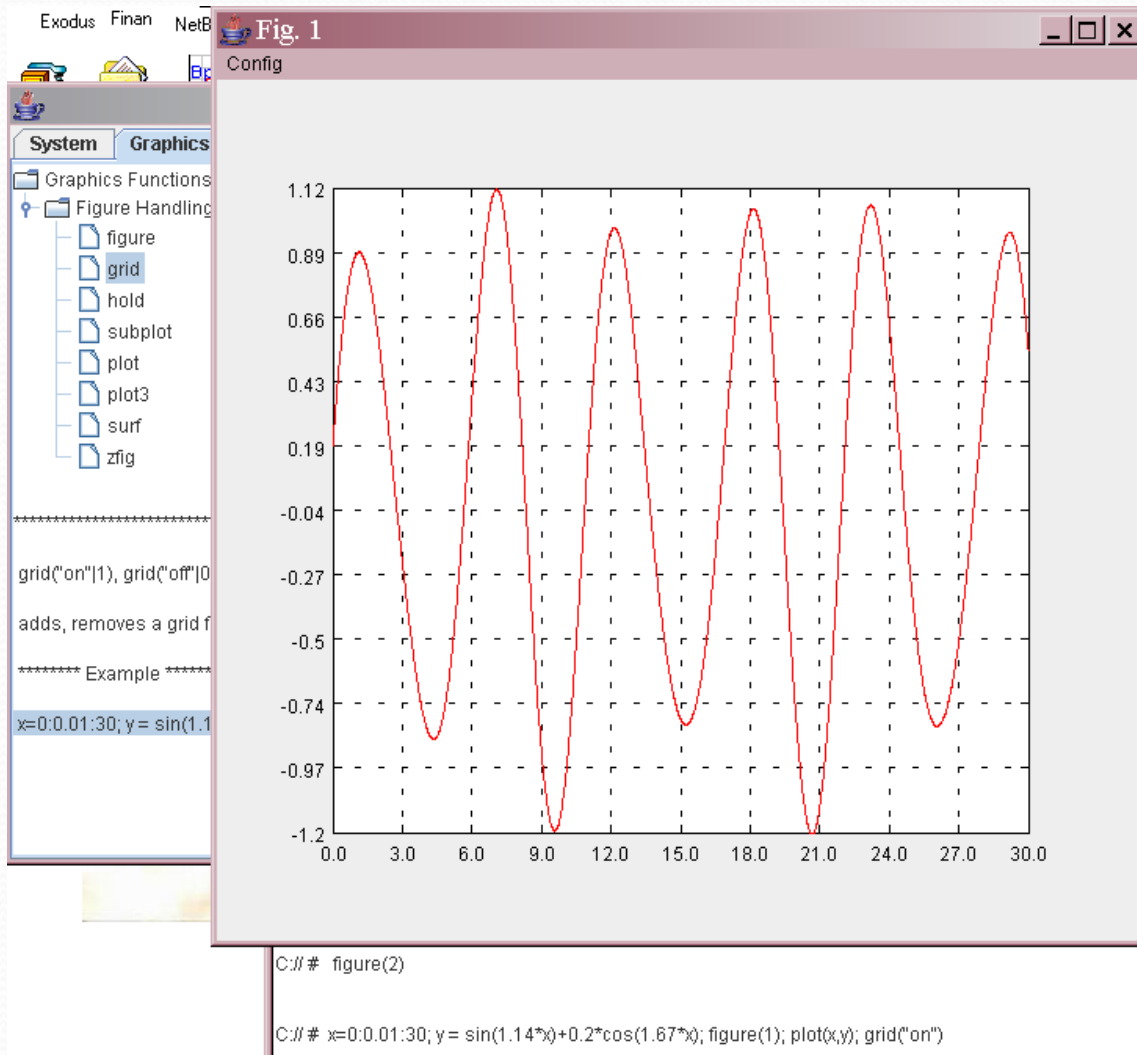 Exodus Finan NetB
Bp
Fig. 1
Config
System Graphics
Graphics Functions
Figure Handling
figure
grid
hold
subplot
plot
plot3
surf
zfig
*************************
grid("on"|1), grid("off"|0
adds, removes a grid f
******** Example ******
x=0:0.01:30; y = sin(1.1
1.12
0.89
0.66
0.43
0.19
-0.04
-0.27
-0.5
-0.74
-0.97
-1.2
0.0 3.0 6.0 9.0 12.0 15.0 18.0 21.0 24.0 27.0 30.0
C:// # figure(2)
C:// # x=0:0.01:30; y = sin(1.14*x)+0.2*cos(1.67*x); figure(1); plot(x,y); grid("on")